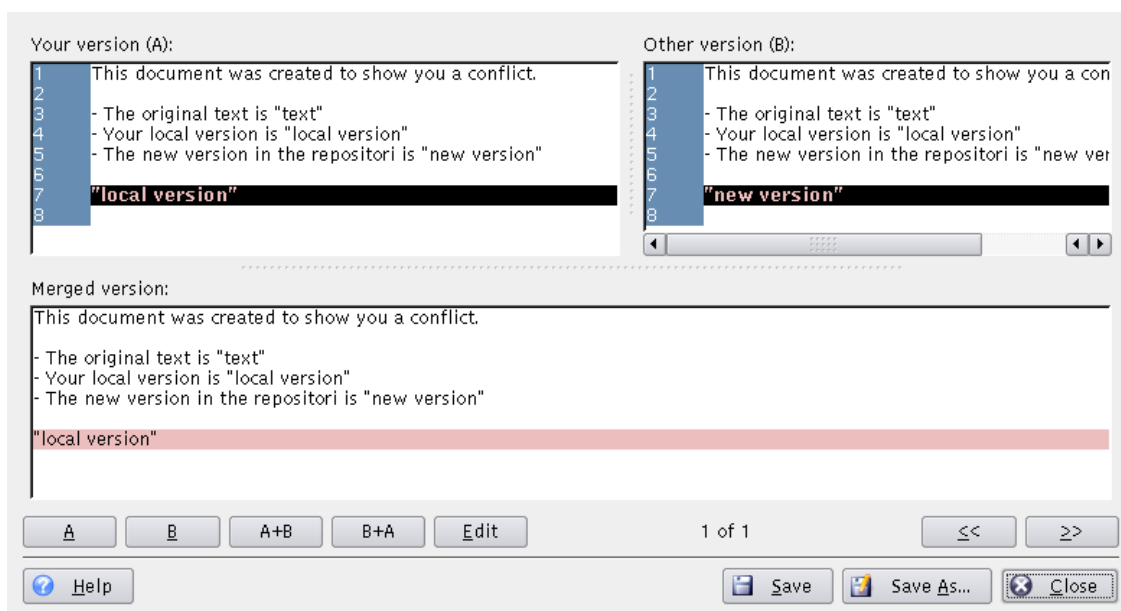 Your version (A):
1 This document was created to show you a conflict.
2
3 - The original text is "text"
4 - Your local version is "local version"
5 - The new version in the repositori is "new version"
6
7 "local version"
8
Other version (B):
1 This document was created to show you a con
2
3 - The original text is "text"
4 - Your local version is "local version"
5 - The new version in the repositori is "new ver
6
7 "new version"
8
Merged version:
This document was created to show you a conflict.
- The original text is "text"
- Your local version is "local version"
- The new version in the repositori is "new version"
"local version"
A B A+B B+A Edit 1 of 1 << >>
Help Save Save As... Close